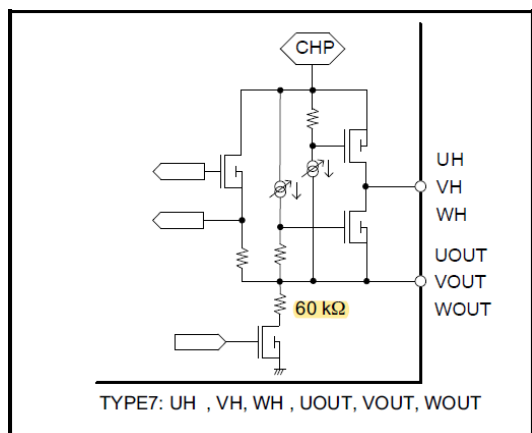 CHP
UH
VH
WH
UOUT
VOUT
WOUT
60 kΩ
TYPE7: UH , VH, WH , UOUT, VOUT, WOUT